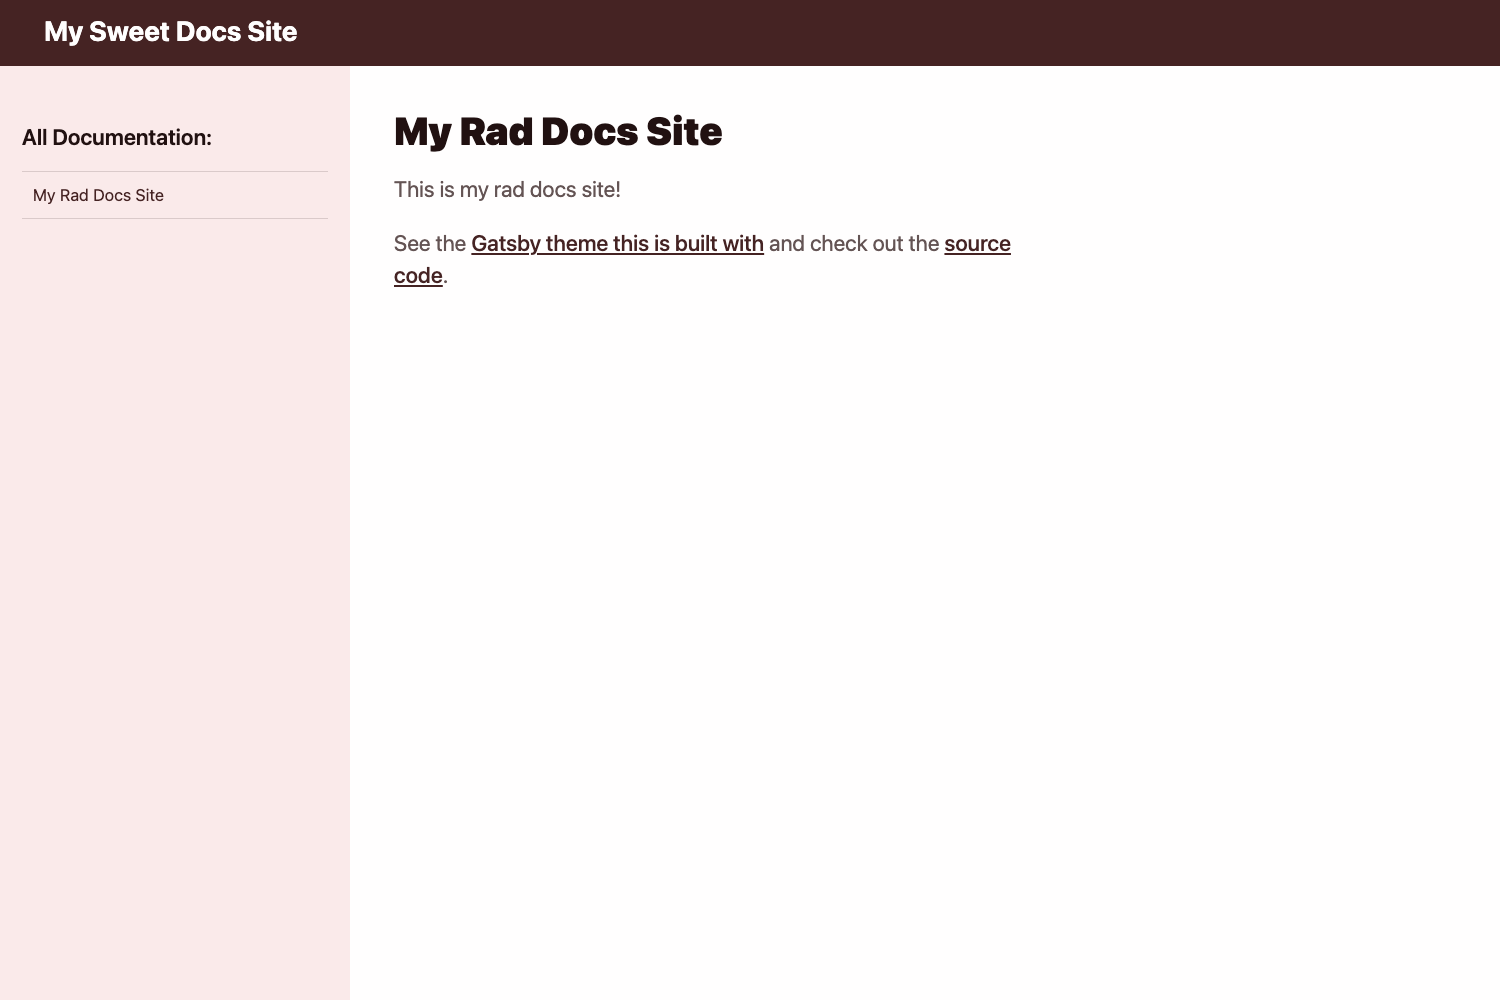 My Sweet Docs Site
All Documentation:
My Rad Docs Site
My Rad Docs Site
This is my rad docs site!
See the Gatsby theme this is built with and check out the source
code.